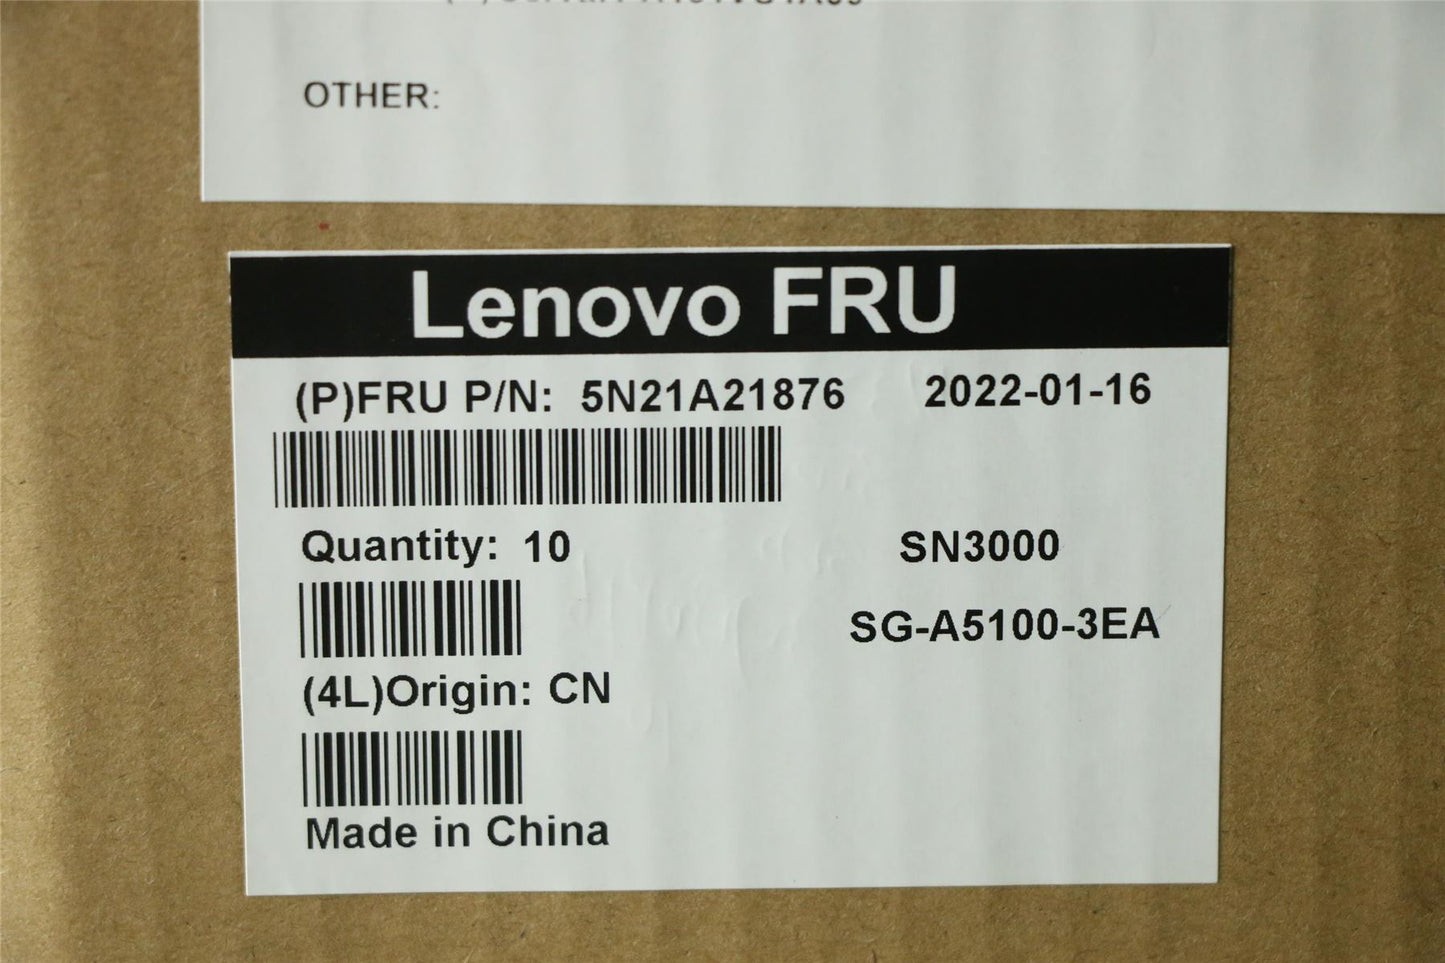 OTHER:
Lenovo FRU
(P)FRU P/N: 5N21A21876 2022-01-16
Quantity: 10 SN3000
SG-A5100-3EA
(4L)Origin: CN
Made in China